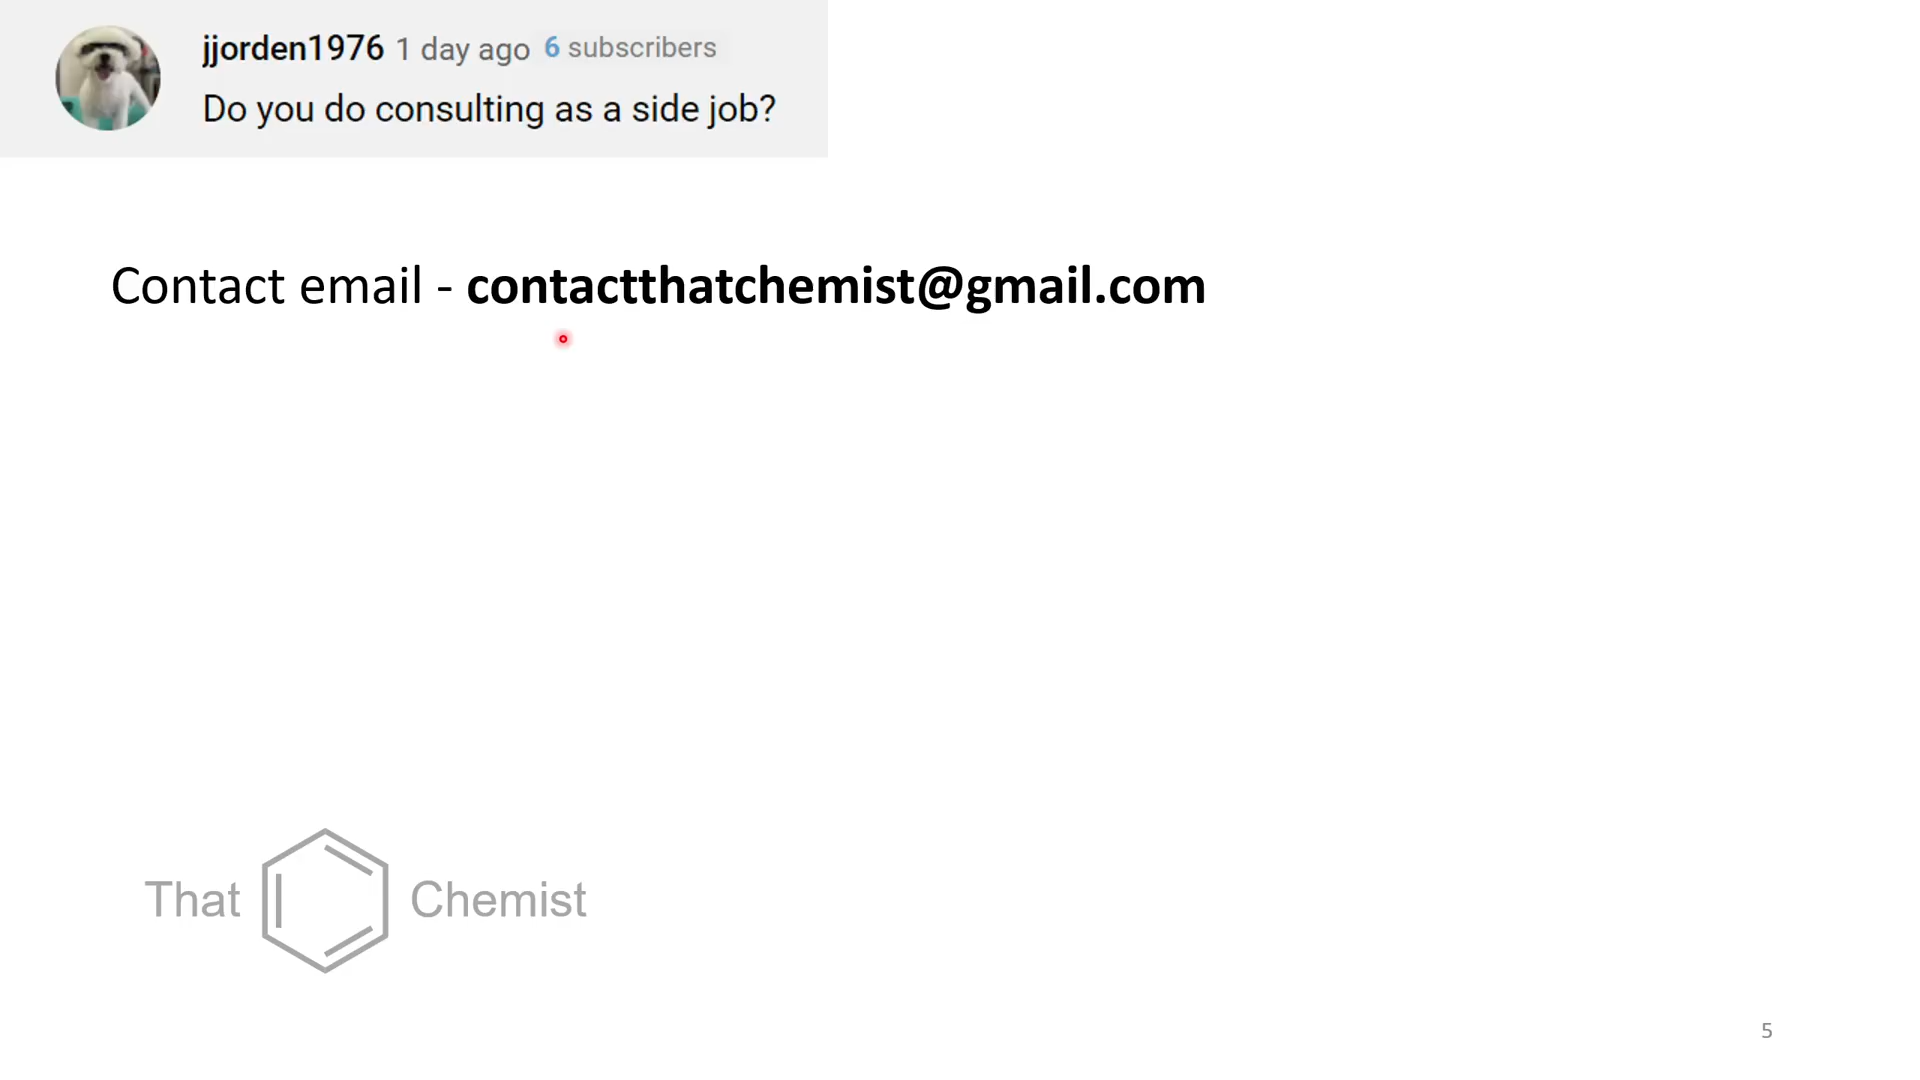 jjorden1976 1 day ago 6 subscribers
Do you do consulting as a side job?
Contact email - contactthatchemist@gmail.com
That Chemist
5